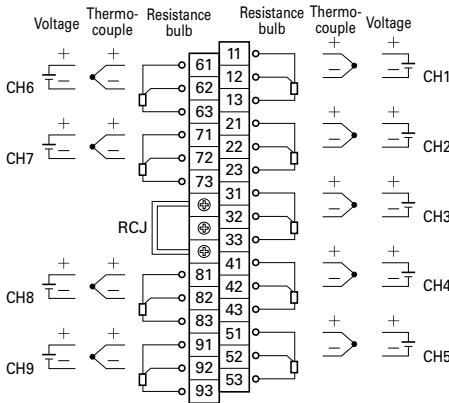 Voltage Thermo-couple Resistance bulb Resistance bulb Thermo-couple Voltage
+ + 61 11 + +
CH6 − − 62 12 − − CH1
63 13
+ + 71 21 + +
CH7 − − 72 22 − − CH2
73 23
31 + +
RCJ 32 − − CH3
33
+ + 81 41 + +
CH8 − − 82 42 − − CH4
83 43
+ + 91 51 + +
CH9 − − 92 52 − − CH5
93 53